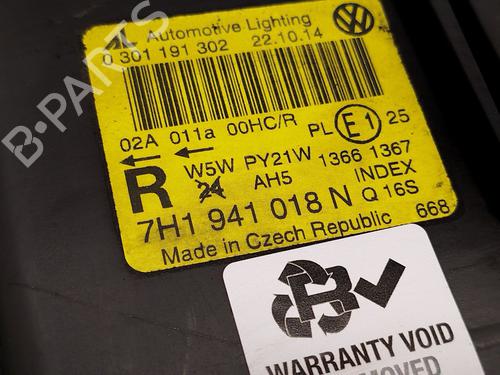 Automotive Lighting
0 301 191 302 22.10.14
02A 011a 00HC/R PL E1 25
R W5W PY21W 1366 1367
24 AH5 INDEX
7H1 941 018 N Q 16S
Made in Czech Republic 668
R
WARRANTY VOID
B-PARTS